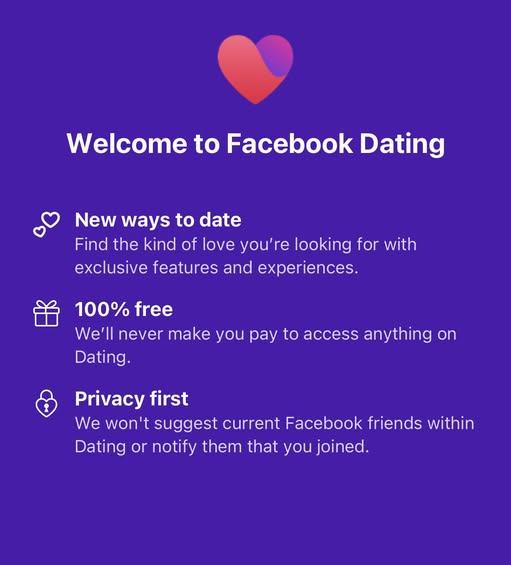 Welcome to Facebook Dating
New ways to date
Find the kind of love you’re looking for with
exclusive features and experiences.
100% free
We’ll never make you pay to access anything on
Dating.
Privacy first
We won't suggest current Facebook friends within
Dating or notify them that you joined.